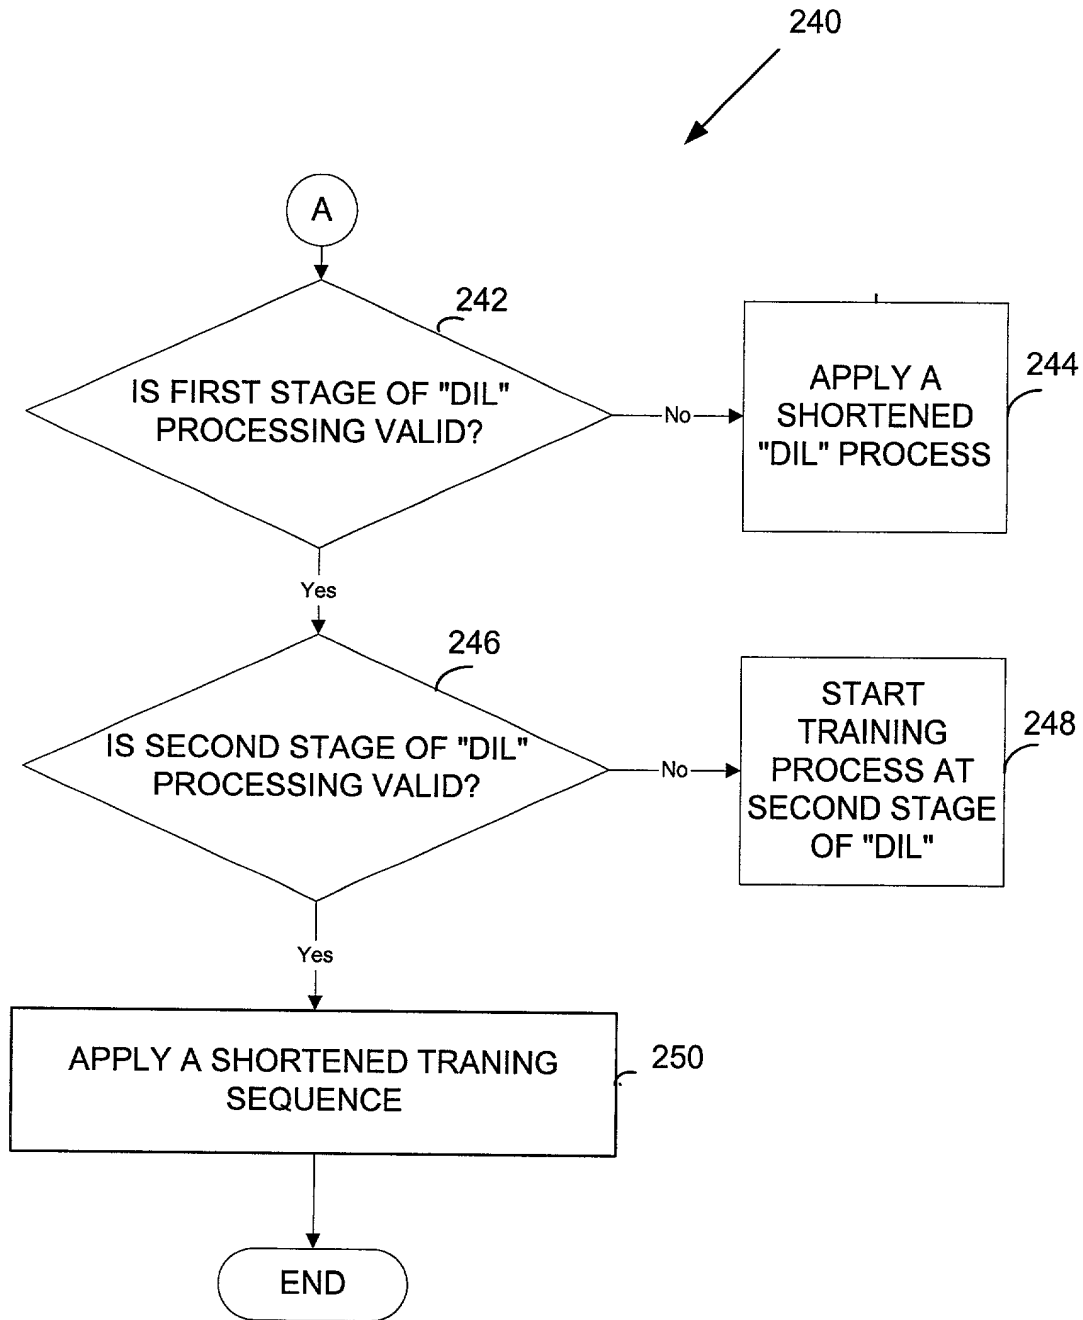 240
A
242
IS FIRST STAGE OF "DIL"
PROCESSING VALID?
No
APPLY A
SHORTENED
"DIL" PROCESS
244
Yes
246
IS SECOND STAGE OF "DIL"
PROCESSING VALID?
No
START
TRAINING
PROCESS AT
SECOND STAGE
OF "DIL"
248
Yes
APPLY A SHORTENED TRANING
SEQUENCE
250
END